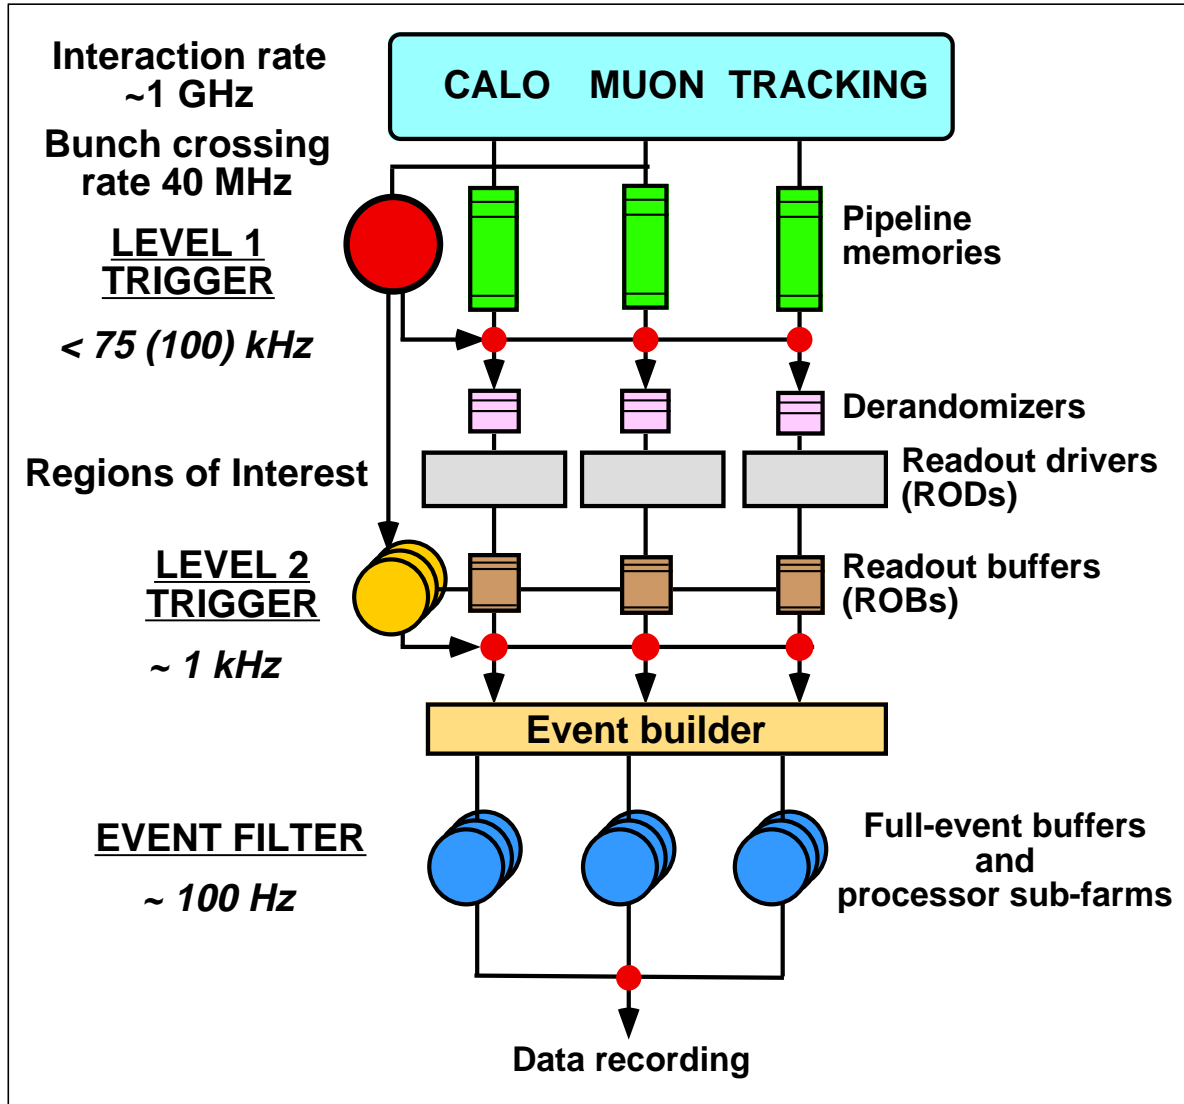 Interaction rate
~1 GHz
CALO MUON TRACKING
Bunch crossing
rate 40 MHz
LEVEL 1
TRIGGER
Pipeline
memories
< 75 (100) kHz
Derandomizers
Regions of Interest
Readout drivers
(RODs)
LEVEL 2
TRIGGER
Readout buffers
(ROBs)
~ 1 kHz
Event builder
EVENT FILTER
~ 100 Hz
Full-event buffers
and
processor sub-farms
Data recording